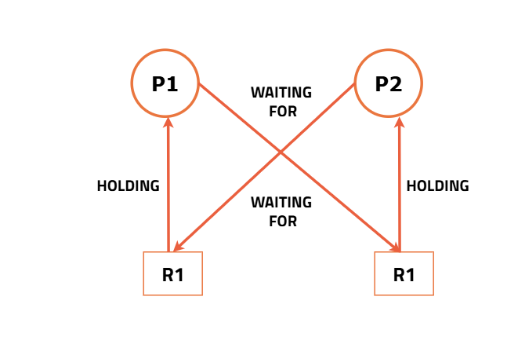 P1
P2
WAITING
FOR
HOLDING
HOLDING
WAITING
FOR
R1
R1